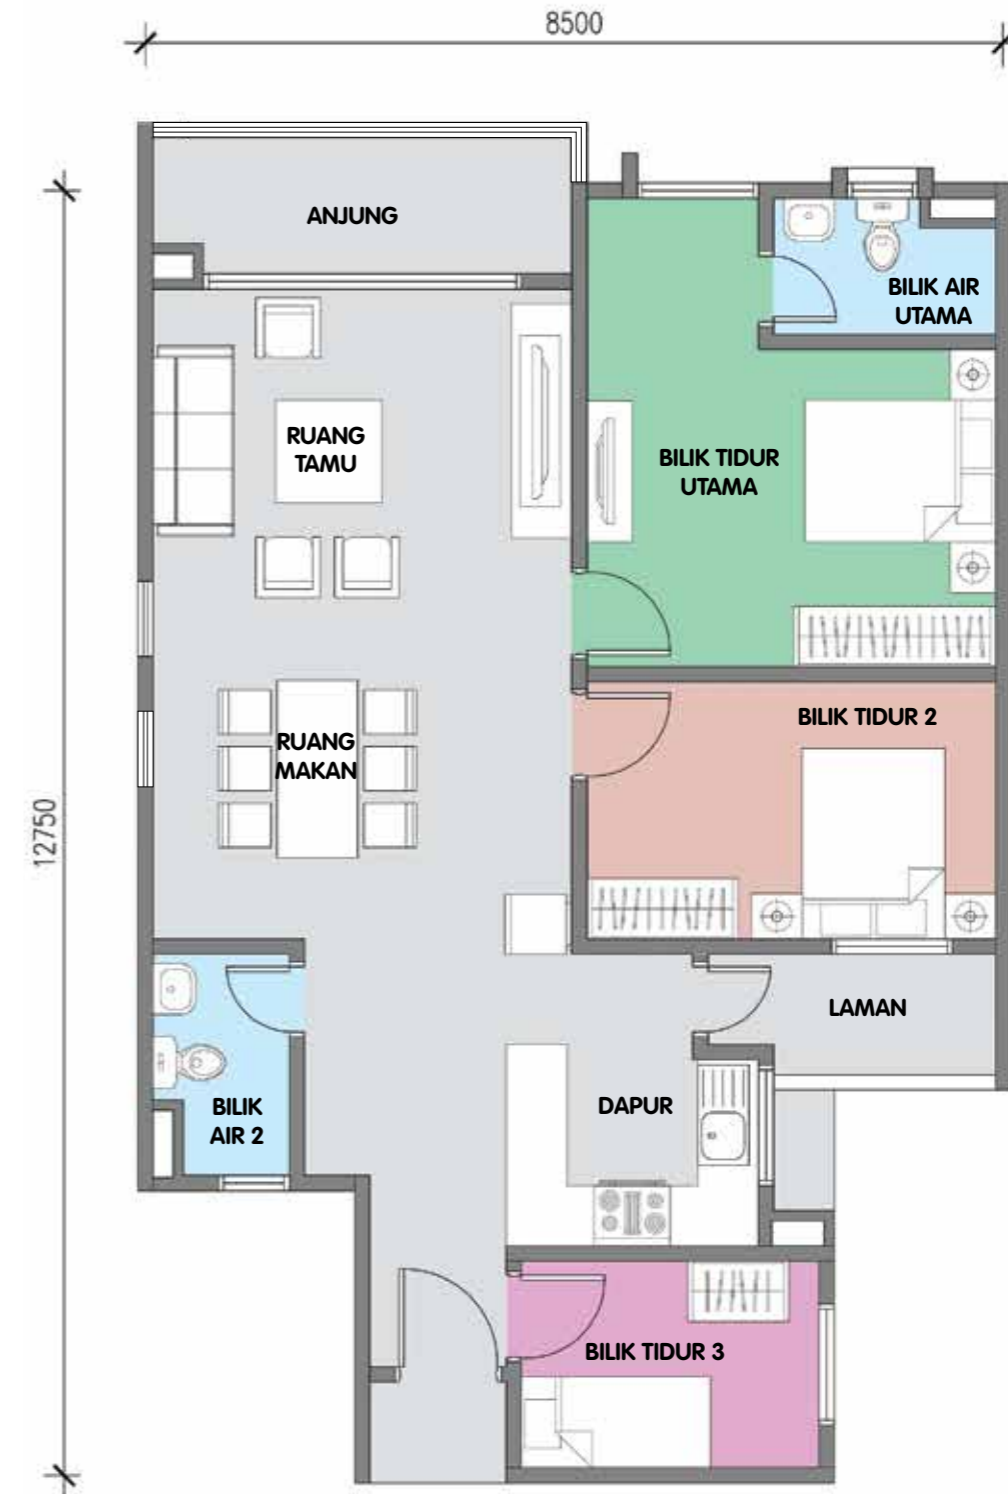 8500
ANJUNG
BILIK AIR
UTAMA
RUANG
TAMU
BILIK TIDUR
UTAMA
BILIK TIDUR 2
RUANG
MAKAN
12750
LAMAN
BILIK
AIR 2
DAPUR
BILIK TIDUR 3